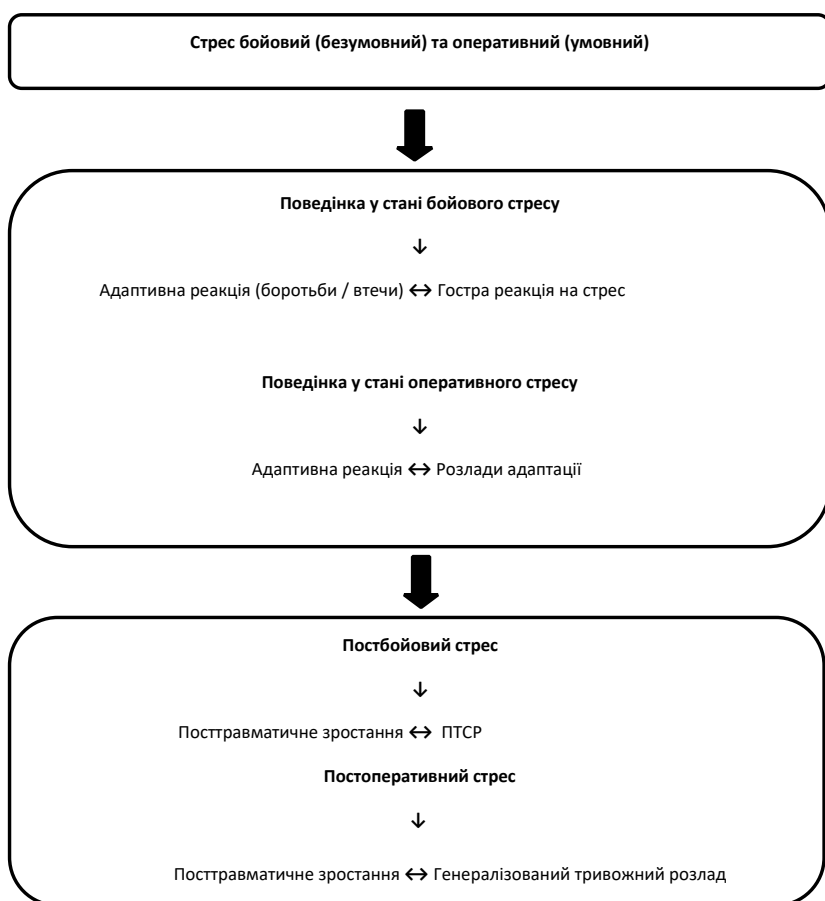 Стрес бойовий (безумовний) та оперативний (умовний)
Поведінка у стані бойового стресу
↓
Адаптивна реакція (боротьби / втечи) ↔ Гостра реакція на стрес
Поведінка у стані оперативного стресу
↓
Адаптивна реакція ↔ Розлади адаптації
Постбойовий стрес
↓
Посттравматичне зростання ↔ ПТСР
Постоперативний стрес
↓
Посттравматичне зростання ↔ Генералізований тривожний розлад